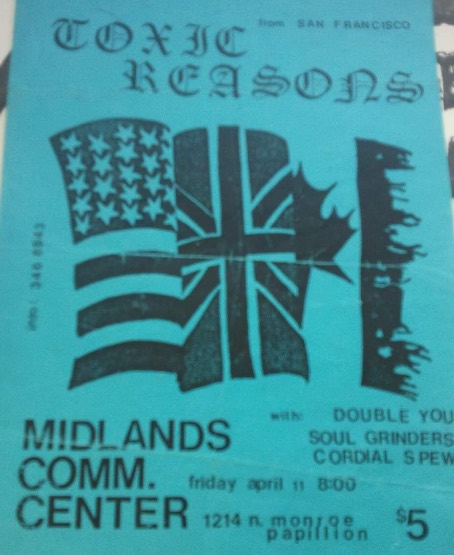 from SAN FRANCISCO
TOXIC
REASONS
info: 346 8843
with: DOUBLE YOU
SOUL GRINDERS
CORDIAL SPEW
MIDLANDS
COMM.
CENTER
friday april 11 8:00
1214 n. monroe
papillion
$5